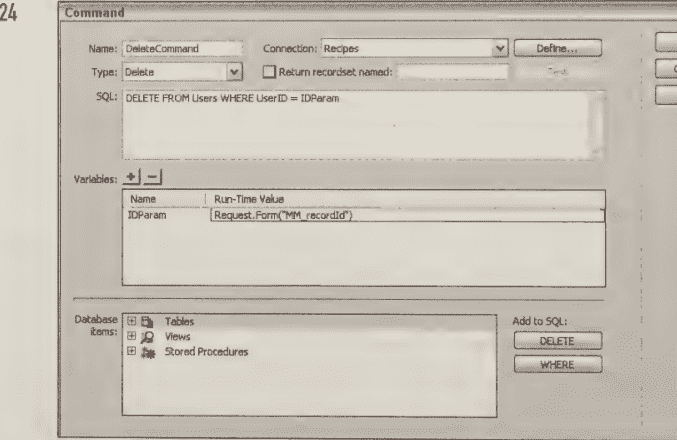 24
Command
Name: DeleteCommand Connection: Recipes Define...
Type: Delete Return recordset named:
SQL: DELETE FROM Users WHERE UserID = IDParam
Variables: + −
Name Run-Time Value
IDParam Request.Form("MM_recordId")
Database items:
Tables
Views
Stored Procedures
Add to SQL:
DELETE
WHERE